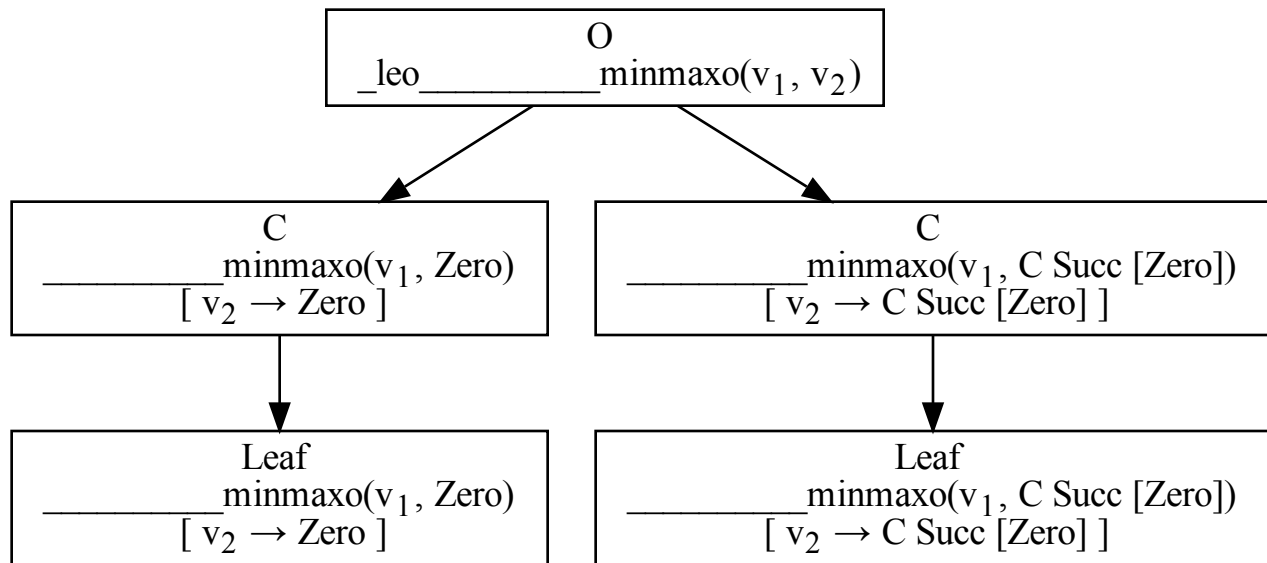 O
_leo__________minmaxo(v₁, v₂)
C
__________minmaxo(v₁, Zero)
[ v₂ → Zero ]
C
__________minmaxo(v₁, C Succ [Zero])
[ v₂ → C Succ [Zero] ]
Leaf
__________minmaxo(v₁, Zero)
[ v₂ → Zero ]
Leaf
__________minmaxo(v₁, C Succ [Zero])
[ v₂ → C Succ [Zero] ]